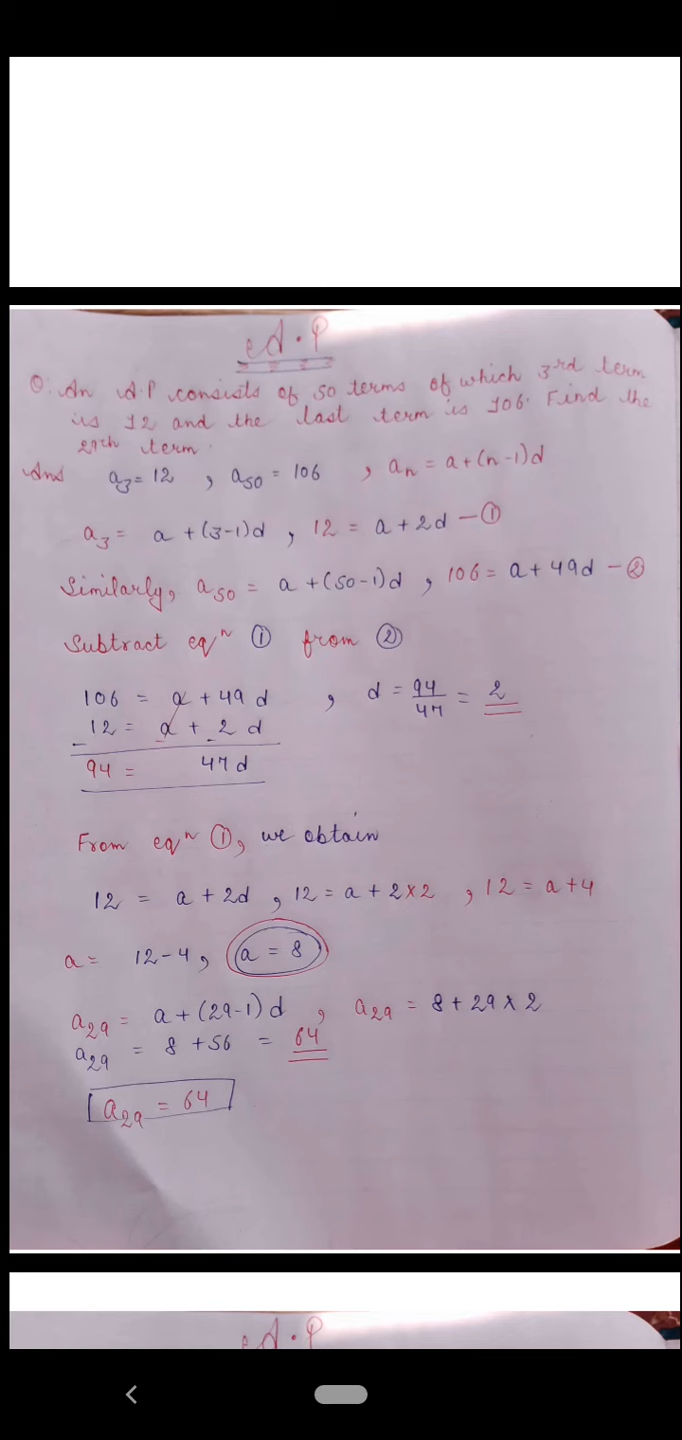 A.P
Q: An A.P consists of 50 terms of which 3rd term
is 12 and the last term is 106. Find the
29th term.
Ans a₃ = 12 , a₅₀ = 106 , aₙ = a + (n-1)d
a₃ = a + (3-1)d , 12 = a + 2d — ①
Similarly, a₅₀ = a + (50-1)d , 106 = a + 49d — ②
Subtract eqⁿ ① from ②
106 = a + 49 d , d = 94/47 = 2
- 12 = a + 2 d
94 = 47 d
From eqⁿ ①, we obtain
12 = a + 2d , 12 = a + 2×2 , 12 = a + 4
a = 12-4 , a = 8
a₂₉ = a + (29-1) d , a₂₉ = 8 + 29 × 2
a₂₉ = 8 + 56 = 64
a₂₉ = 64
A.P